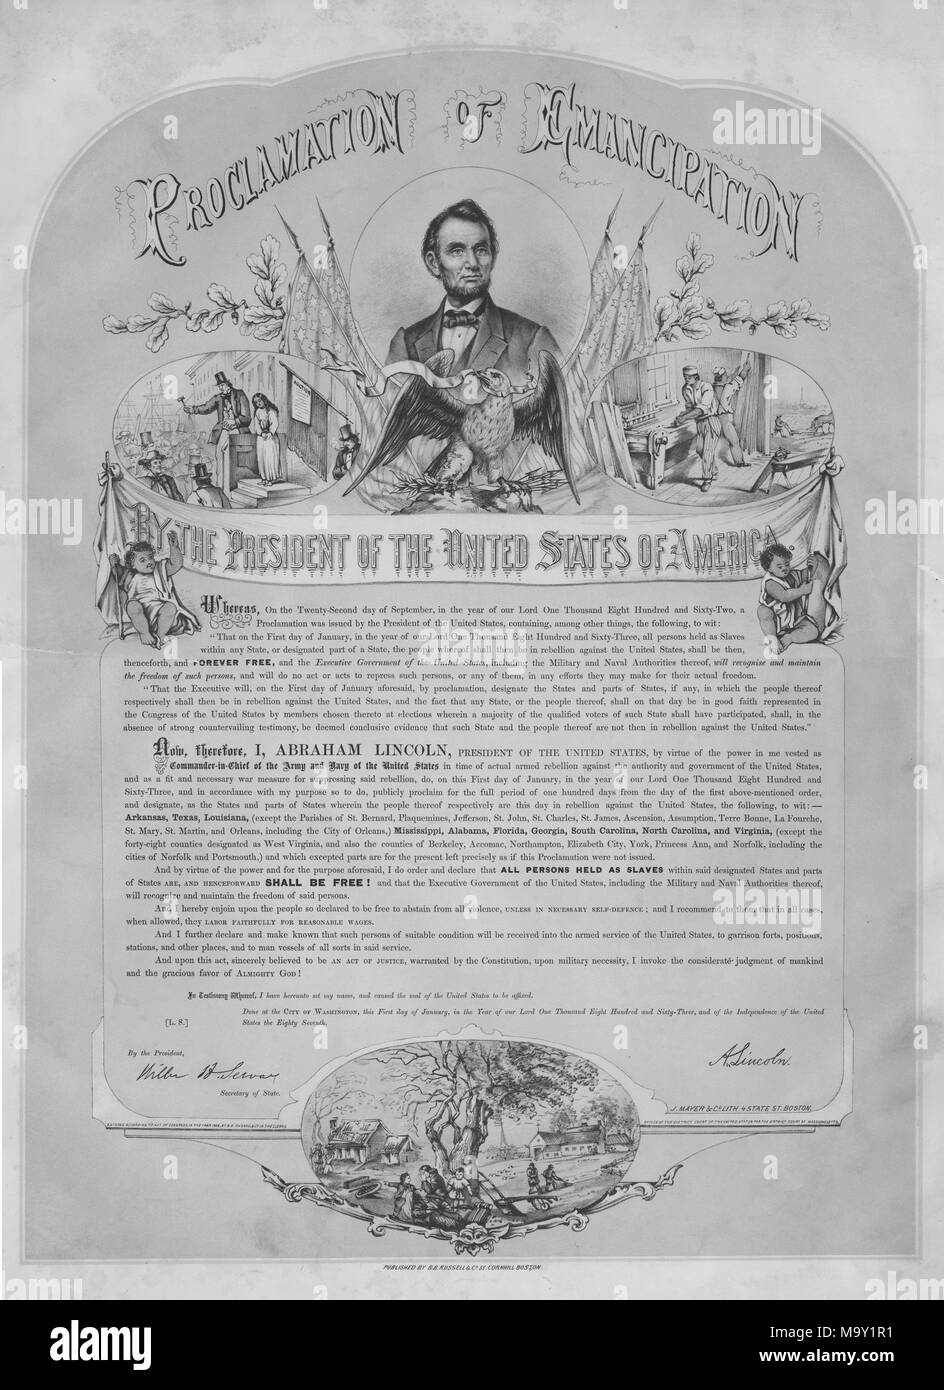 PROCLAMATION OF EMANCIPATION
BY THE PRESIDENT OF THE UNITED STATES OF AMERICA.
Whereas, On the Twenty-Second day of September, in the year of our Lord One Thousand Eight Hundred and Sixty-Two, a
Proclamation was issued by the President of the United States, containing, among other things, the following, to wit:
"That on the First day of January, in the year of our Lord One Thousand Eight Hundred and Sixty-Three, all persons held as Slaves
within any State, or designated part of a State, the people whereof shall then be in rebellion against the United States, shall be then,
thenceforth, and FOREVER FREE, and the Executive Government of the United States, including the Military and Naval Authorities thereof, will recognize and maintain
the freedom of such persons, and will do no act or acts to repress such persons, or any of them, in any efforts they may make for their actual freedom.
"That the Executive will, on the First day of January aforesaid, by proclamation, designate the States and parts of States, if any, in which the people thereof
respectively shall then be in rebellion against the United States, and the fact that any State, or the people thereof, shall on that day be in good faith represented in
the Congress of the United States by members chosen thereto at elections wherein a majority of the qualified voters of such State shall have participated, shall, in the
absence of strong countervailing testimony, be deemed conclusive evidence that such State and the people thereof are not then in rebellion against the United States."
Now, therefore, I, ABRAHAM LINCOLN, PRESIDENT OF THE UNITED STATES, by virtue of the power in me vested as
Commander-in-Chief of the Army and Navy of the United States in time of actual armed rebellion against the authority and government of the United States,
and as a fit and necessary war measure for suppressing said rebellion, do, on this First day of January, in the year of our Lord One Thousand Eight Hundred and
Sixty-Three, and in accordance with my purpose so to do, publicly proclaim for the full period of one hundred days from the day of the first above-mentioned order,
and designate, as the States and parts of States wherein the people thereof respectively are this day in rebellion against the United States, the following, to wit:—
Arkansas, Texas, Louisiana, (except the Parishes of St. Bernard, Plaquemines, Jefferson, St. John, St. Charles, St. James, Ascension, Assumption, Terre Bonne, La Fourche,
St. Mary, St. Martin, and Orleans, including the City of Orleans,) Mississippi, Alabama, Florida, Georgia, South Carolina, North Carolina, and Virginia, (except the
forty-eight counties designated as West Virginia, and also the counties of Berkeley, Accomac, Northampton, Elizabeth City, York, Princess Ann, and Norfolk, including the
cities of Norfolk and Portsmouth,) and which excepted parts are for the present left precisely as if this Proclamation were not issued.
And by virtue of the power and for the purpose aforesaid, I do order and declare that ALL PERSONS HELD AS SLAVES within said designated States and parts
of States ARE, AND HENCEFORWARD SHALL BE FREE! and that the Executive Government of the United States, including the Military and Naval Authorities thereof,
will recognize and maintain the freedom of said persons.
And I hereby enjoin upon the people so declared to be free to abstain from all violence, UNLESS IN NECESSARY SELF-DEFENCE; and I recommend to them that in all cases,
when allowed, they LABOR FAITHFULLY FOR REASONABLE WAGES.
And I further declare and make known that such persons of suitable condition will be received into the armed service of the United States, to garrison forts, positions,
stations, and other places, and to man vessels of all sorts in said service.
And upon this act, sincerely believed to be AN ACT OF JUSTICE, warranted by the Constitution, upon military necessity, I invoke the considerate judgment of mankind
and the gracious favor of ALMIGHTY GOD!
In Testimony Whereof, I have hereunto set my name, and caused the seal of the United States to be affixed.
Done at the CITY OF WASHINGTON, this First day of January, in the Year of our Lord One Thousand Eight Hundred and Sixty-Three, and of the Independence of the United
[L. S.] States the Eighty Seventh.
By the President,
A. Lincoln.
Secretary of State.
J. MAYER & Co. LITH 4 STATE ST. BOSTON.
PUBLISHED BY B.B. RUSSELL & Co. 55 CORNHILL BOSTON.
alamy
alamy
alamy
alamy
alamy
alamy
alamy
Image ID: M9Y1R1
www.alamy.com